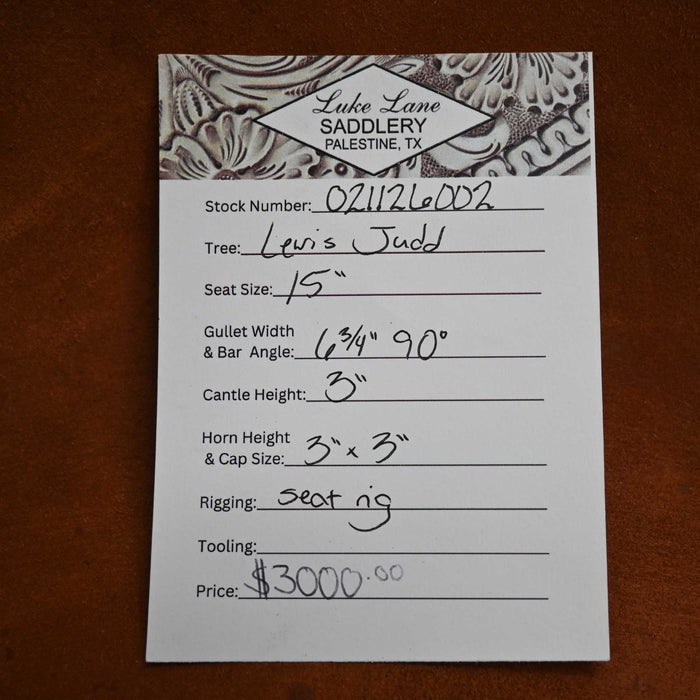 Luke Lane
SADDLERY
PALESTINE, TX
Stock Number: 021126002
Tree: Lewis Judd
Seat Size: 15"
Gullet Width
& Bar Angle: 6 3/4" 90°
Cantle Height: 3"
Horn Height
& Cap Size: 3" x 3"
Rigging: seat rig
Tooling:
Price: $3000.00